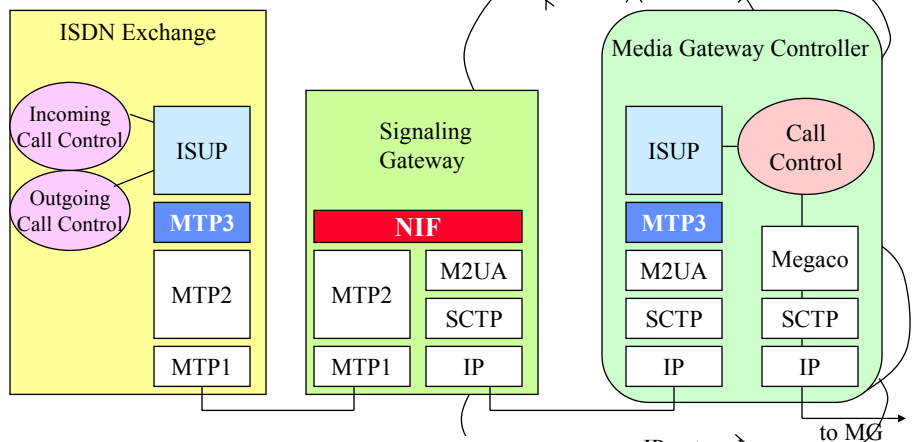 ISDN Exchange
Incoming
Call Control
Outgoing
Call Control
ISUP
MTP3
MTP2
MTP1
Signaling
Gateway
NIF
MTP2
M2UA
SCTP
MTP1
IP
Media Gateway Controller
ISUP
Call
Control
MTP3
M2UA
Megaco
SCTP
SCTP
IP
IP
to MG